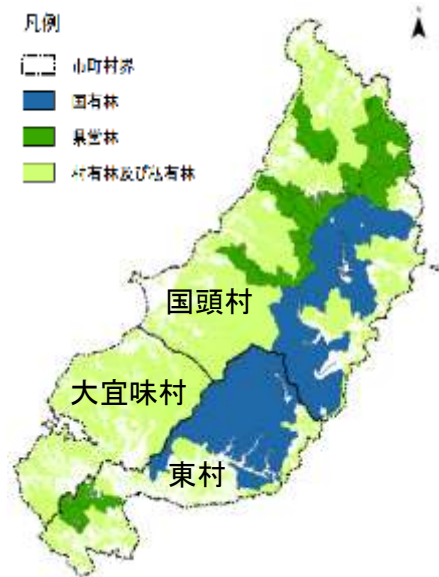 凡例
市町村界
国有林
県営林
村有林及び私有林
国頭村
大宜味村
東村